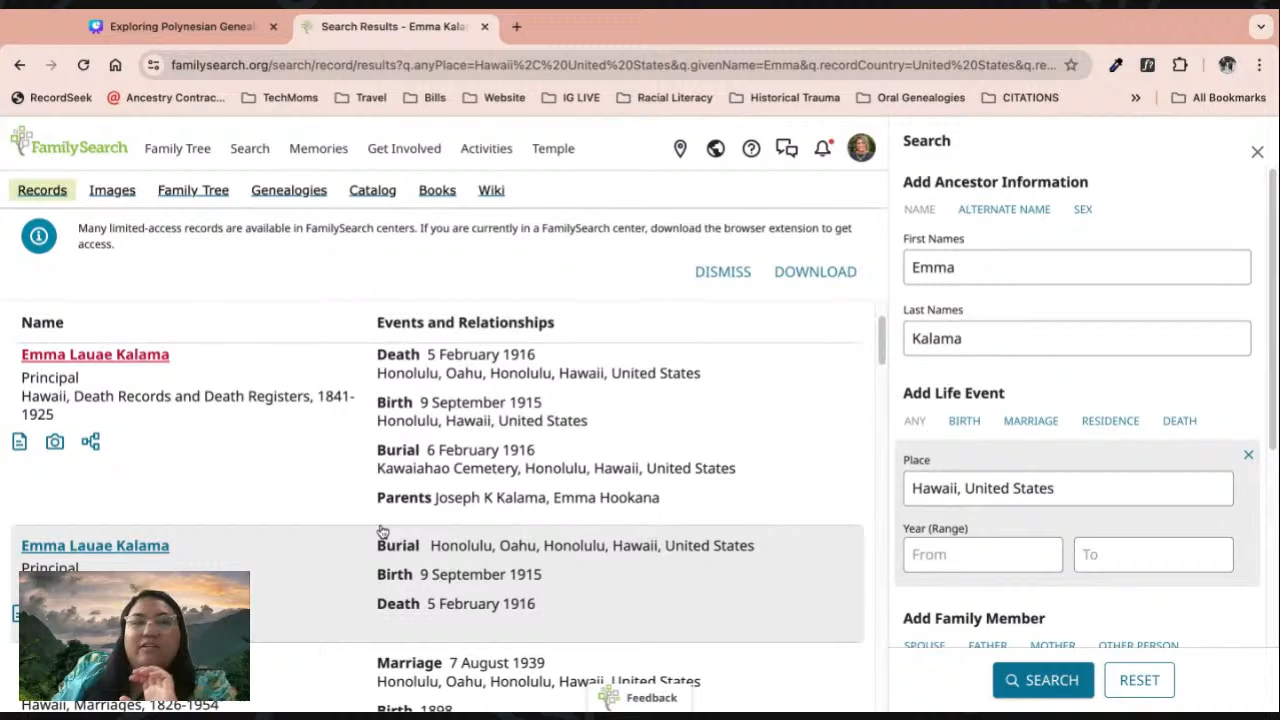 Exploring Polynesian Geneal
Search Results - Emma Kala
familysearch.org/search/record/results?q.anyPlace=Hawaii%2C%20United%20States&q.givenName=Emma&q.recordCountry=United%20States&q.re...
RecordSeek
Ancestry Contrac...
TechMoms
Travel
Bills
Website
IG LIVE
Racial Literacy
Historical Trauma
Oral Genealogies
CITATIONS
»
All Bookmarks
FamilySearch
Family Tree
Search
Memories
Get Involved
Activities
Temple
Records
Images
Family Tree
Genealogies
Catalog
Books
Wiki
Many limited-access records are available in FamilySearch centers. If you are currently in a FamilySearch center, download the browser extension to get
access.
DISMISS
DOWNLOAD
Name
Events and Relationships
Emma Lauae Kalama
Principal
Hawaii, Death Records and Death Registers, 1841-
1925
Death 5 February 1916
Honolulu, Oahu, Honolulu, Hawaii, United States
Birth 9 September 1915
Honolulu, Hawaii, United States
Burial 6 February 1916
Kawaiahao Cemetery, Honolulu, Hawaii, United States
Parents Joseph K Kalama, Emma Hookana
Emma Lauae Kalama
Principal
Burial Honolulu, Oahu, Honolulu, Hawaii, United States
Birth 9 September 1915
Death 5 February 1916
Marriage 7 August 1939
Honolulu, Oahu, Honolulu, Hawaii, United States
Birth 1898
Hawaii, Marriages, 1826-1954
Feedback
Search
Add Ancestor Information
NAME
ALTERNATE NAME
SEX
First Names
Emma
Last Names
Kalama
Add Life Event
ANY
BIRTH
MARRIAGE
RESIDENCE
DEATH
Place
Hawaii, United States
Year (Range)
From
To
Add Family Member
SPOUSE
FATHER
MOTHER
OTHER PERSON
SEARCH
RESET